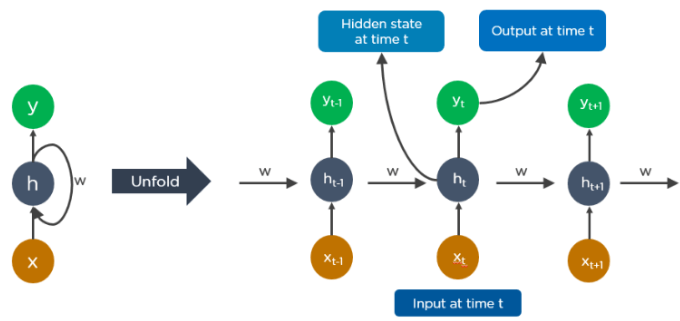 Hidden state
at time t
Output at time t
y
y t-1
y t
y t+1
h
w
Unfold
w
h t-1
w
h t
w
h t+1
w
x
x t-1
x t
x t+1
Input at time t